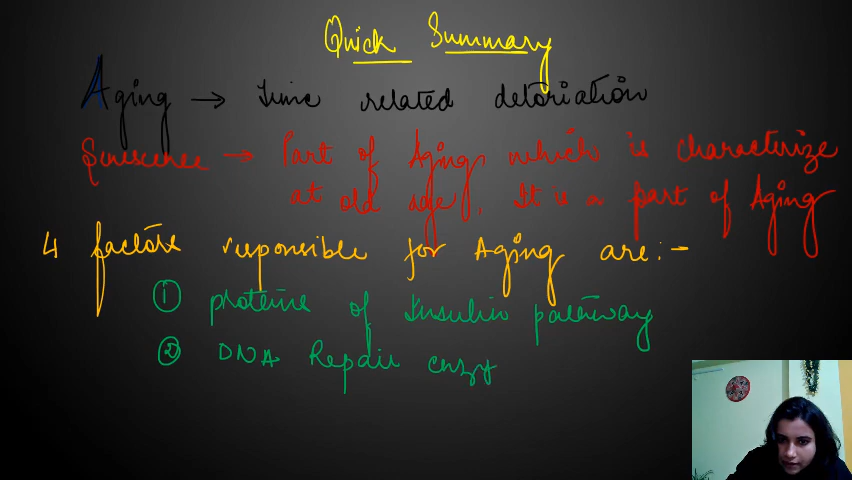 Quick Summary
Aging → time related detoriation
Senescence → Part of Aging which is characterize
at old age, It is a part of Aging
4 factors responsible for Aging are:-
① proteins of Insulin pathway
② DNA Repair enzy